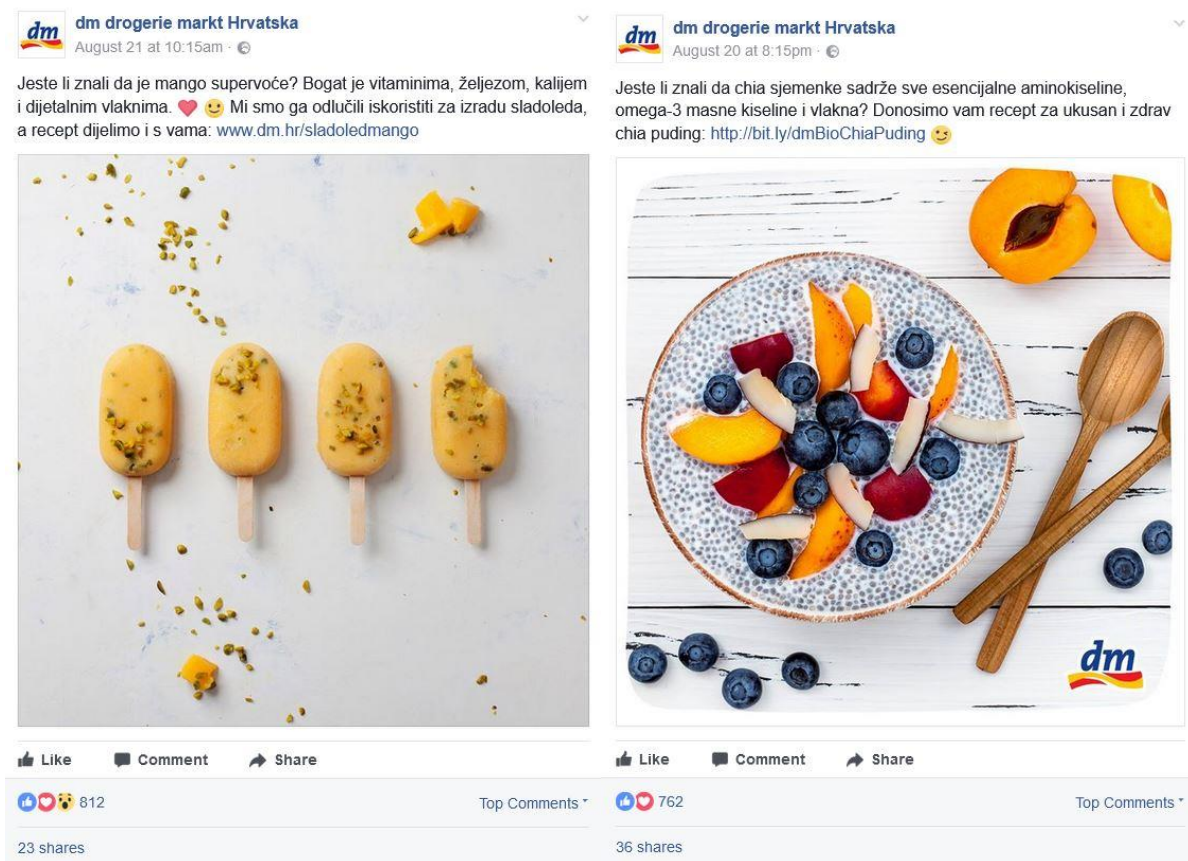 dm
dm drogerie markt Hrvatska
August 21 at 10:15am ·
Jeste li znali da je mango supervoće? Bogat je vitaminima, željezom, kalijem
i dijetalnim vlaknima. ❤️ 🙂 Mi smo ga odlučili iskoristiti za izradu sladoleda,
a recept dijelimo i s vama: www.dm.hr/sladoledmango
Like Comment Share
812 Top Comments
23 shares
dm
dm drogerie markt Hrvatska
August 20 at 8:15pm ·
Jeste li znali da chia sjemenke sadrže sve esencijalne aminokiseline,
omega-3 masne kiseline i vlakna? Donosimo vam recept za ukusan i zdrav
chia puding: http://bit.ly/dmBioChiaPuding 😉
dm
Like Comment Share
762 Top Comments
36 shares